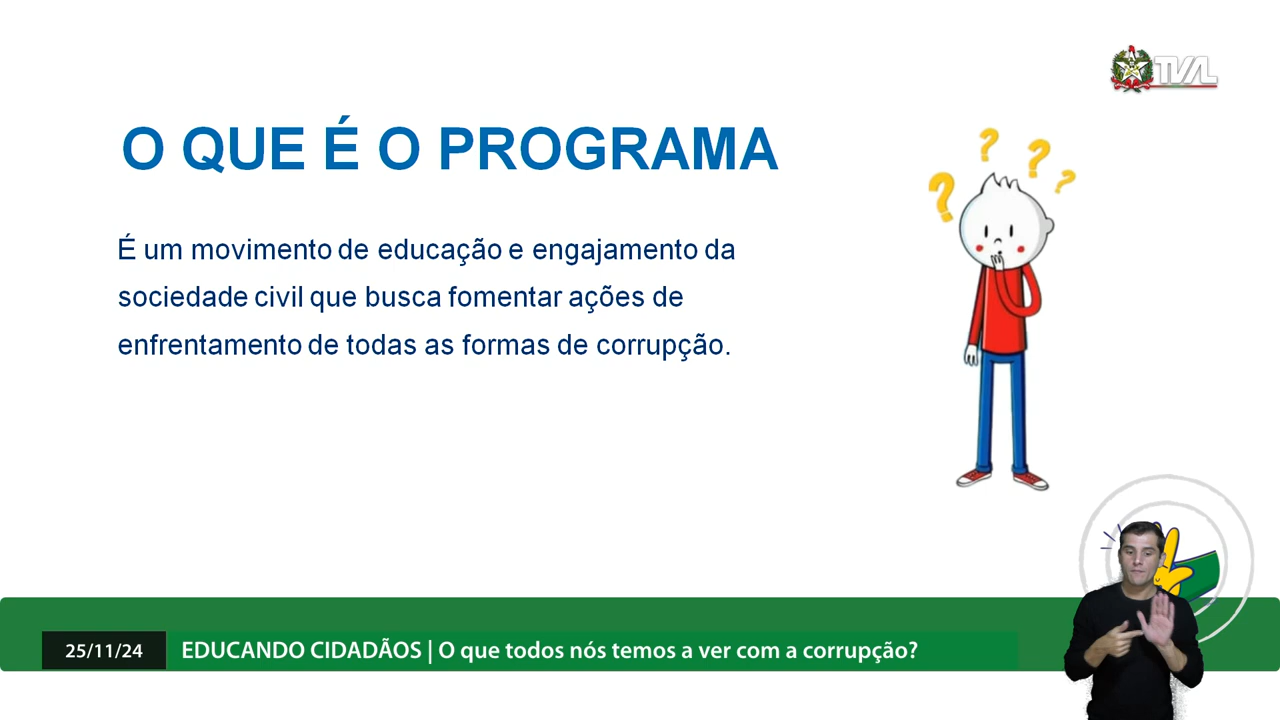 TVAL
O QUE É O PROGRAMA
É um movimento de educação e engajamento da
sociedade civil que busca fomentar ações de
enfrentamento de todas as formas de corrupção.
25/11/24
EDUCANDO CIDADÃOS | O que todos nós temos a ver com a corrupção?